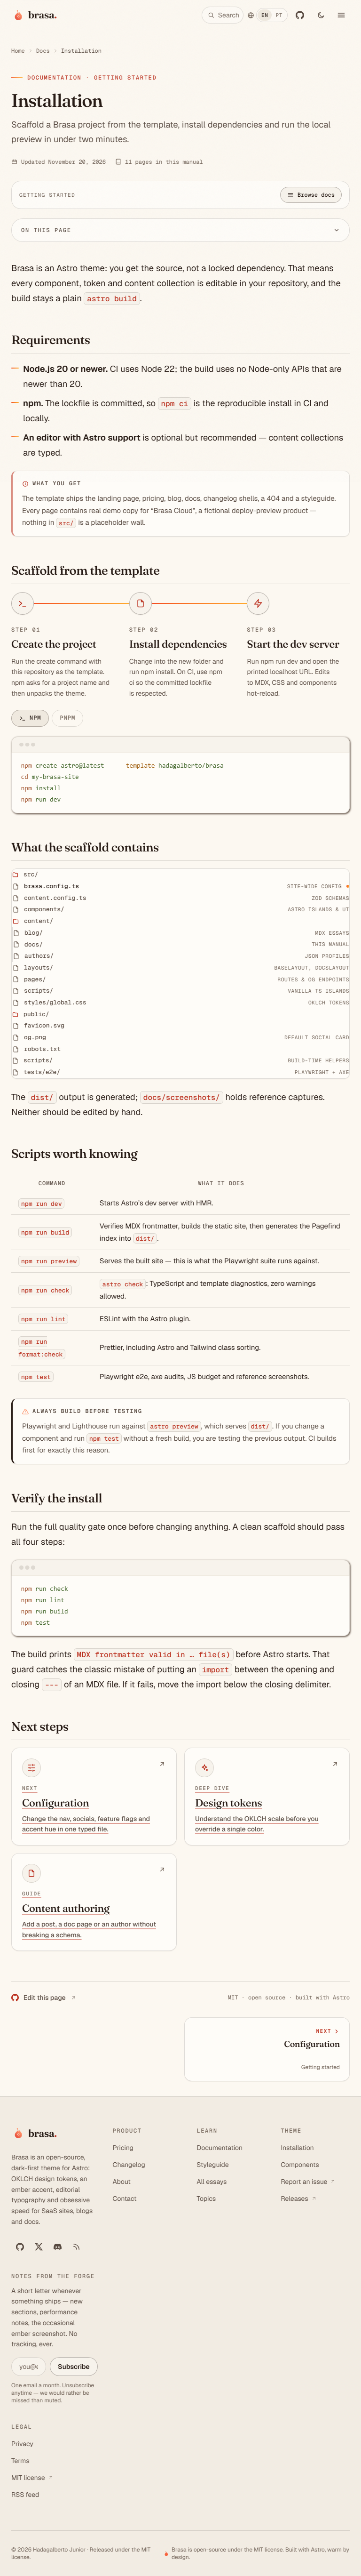 brasa.
Search
EN PT
Home › Docs › Installation
DOCUMENTATION · GETTING STARTED
Installation
Scaffold a Brasa project from the template, install dependencies and run the local
preview in under two minutes.
Updated November 20, 2026 11 pages in this manual
GETTING STARTED
Browse docs
ON THIS PAGE
Brasa is an Astro theme: you get the source, not a locked dependency. That means
every component, token and content collection is editable in your repository, and the
build stays a plain astro build.
Requirements
Node.js 20 or newer. CI uses Node 22; the build uses no Node-only APIs that are
newer than 20.
npm. The lockfile is committed, so npm ci is the reproducible install in CI and
locally.
An editor with Astro support is optional but recommended — content collections
are typed.
WHAT YOU GET
The template ships the landing page, pricing, blog, docs, changelog shells, a 404 and a styleguide.
Every page contains real demo copy for “Brasa Cloud”, a fictional deploy-preview product —
nothing in src/ is a placeholder wall.
Scaffold from the template
STEP 01
Create the project
Run the create command with
this repository as the template.
npm asks for a project name and
then unpacks the theme.
STEP 02
Install dependencies
Change into the new folder and
run npm install. On CI, use npm
ci so the committed lockfile
is respected.
STEP 03
Start the dev server
Run npm run dev and open the
printed localhost URL. Edits
to MDX, CSS and components
hot-reload.
NPM PNPM
npm create astro@latest -- --template hadagalberto/brasa
cd my-brasa-site
npm install
npm run dev
What the scaffold contains
src/
brasa.config.ts SITE-WIDE CONFIG
content.config.ts ZOD SCHEMAS
components/ ASTRO ISLANDS & UI
content/
blog/ MDX ESSAYS
docs/ THIS MANUAL
authors/ JSON PROFILES
layouts/ BASELAYOUT, DOCSLAYOUT
pages/ ROUTES & OG ENDPOINTS
scripts/ VANILLA TS ISLANDS
styles/global.css OKLCH TOKENS
public/
favicon.svg
og.png DEFAULT SOCIAL CARD
robots.txt
scripts/ BUILD-TIME HELPERS
tests/e2e/ PLAYWRIGHT + AXE
The dist/ output is generated; docs/screenshots/ holds reference captures.
Neither should be edited by hand.
Scripts worth knowing
COMMAND WHAT IT DOES
npm run dev Starts Astro’s dev server with HMR.
npm run build Verifies MDX frontmatter, builds the static site, then generates the Pagefind
index into dist/.
npm run preview Serves the built site — this is what the Playwright suite runs against.
npm run check astro check: TypeScript and template diagnostics, zero warnings
allowed.
npm run lint ESLint with the Astro plugin.
npm run
format:check Prettier, including Astro and Tailwind class sorting.
npm test Playwright e2e, axe audits, JS budget and reference screenshots.
ALWAYS BUILD BEFORE TESTING
Playwright and Lighthouse run against astro preview, which serves dist/. If you change a
component and run npm test without a fresh build, you are testing the previous output. CI builds
first for exactly this reason.
Verify the install
Run the full quality gate once before changing anything. A clean scaffold should pass
all four steps:
npm run check
npm run lint
npm run build
npm test
The build prints MDX frontmatter valid in … file(s) before Astro starts. That
guard catches the classic mistake of putting an import between the opening and
closing --- of an MDX file. If it fails, move the import below the closing delimiter.
Next steps
NEXT
Configuration
Change the nav, socials, feature flags and
accent hue in one typed file.
DEEP DIVE
Design tokens
Understand the OKLCH scale before you
override a single color.
GUIDE
Content authoring
Add a post, a doc page or an author without
breaking a schema.
Edit this page
MIT · open source · built with Astro
NEXT
Configuration
Getting started
brasa.
Brasa is an open-source,
dark-first theme for Astro:
OKLCH design tokens, an
ember accent, editorial
typography and obsessive
speed for SaaS sites, blogs
and docs.
PRODUCT
Pricing
Changelog
About
Contact
LEARN
Documentation
Styleguide
All essays
Topics
THEME
Installation
Components
Report an issue
Releases
NOTES FROM THE FORGE
A short letter whenever
something ships — new
sections, performance
notes, the occasional
ember screenshot. No
tracking, ever.
Subscribe
One email a month. Unsubscribe
anytime — we would rather be
missed than muted.
LEGAL
Privacy
Terms
MIT license
RSS feed
© 2026 Hadagalberto Junior · Released under the MIT
license.
Brasa is open-source under the MIT license. Built with Astro, warm by
design.